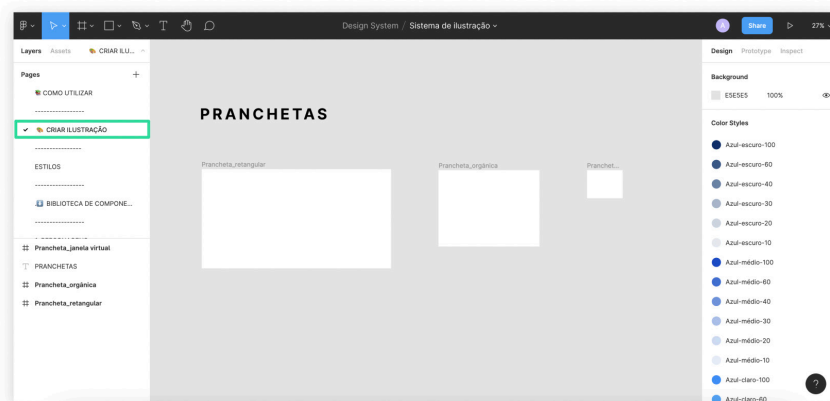 Design System / Sistema de ilustração
A
Share
27%
Layers
Assets
CRIAR ILU...
Design
Prototype
Inspect
Pages
COMO UTILIZAR
-----------------
CRIAR ILUSTRAÇÃO
----------------
ESTILOS
-----------------
BIBLIOTECA DE COMPONE...
-----------------
Prancheta_janela virtual
PRANCHETAS
Prancheta_orgânica
Prancheta_retangular
PRANCHETAS
Prancheta_retangular
Prancheta_orgânica
Pranchet...
Background
E5E5E5
100%
Color Styles
Azul-escuro-100
Azul-escuro-60
Azul-escuro-40
Azul-escuro-30
Azul-escuro-20
Azul-escuro-10
Azul-médio-100
Azul-médio-60
Azul-médio-40
Azul-médio-30
Azul-médio-20
Azul-médio-10
Azul-claro-100
Azul-claro-60
?